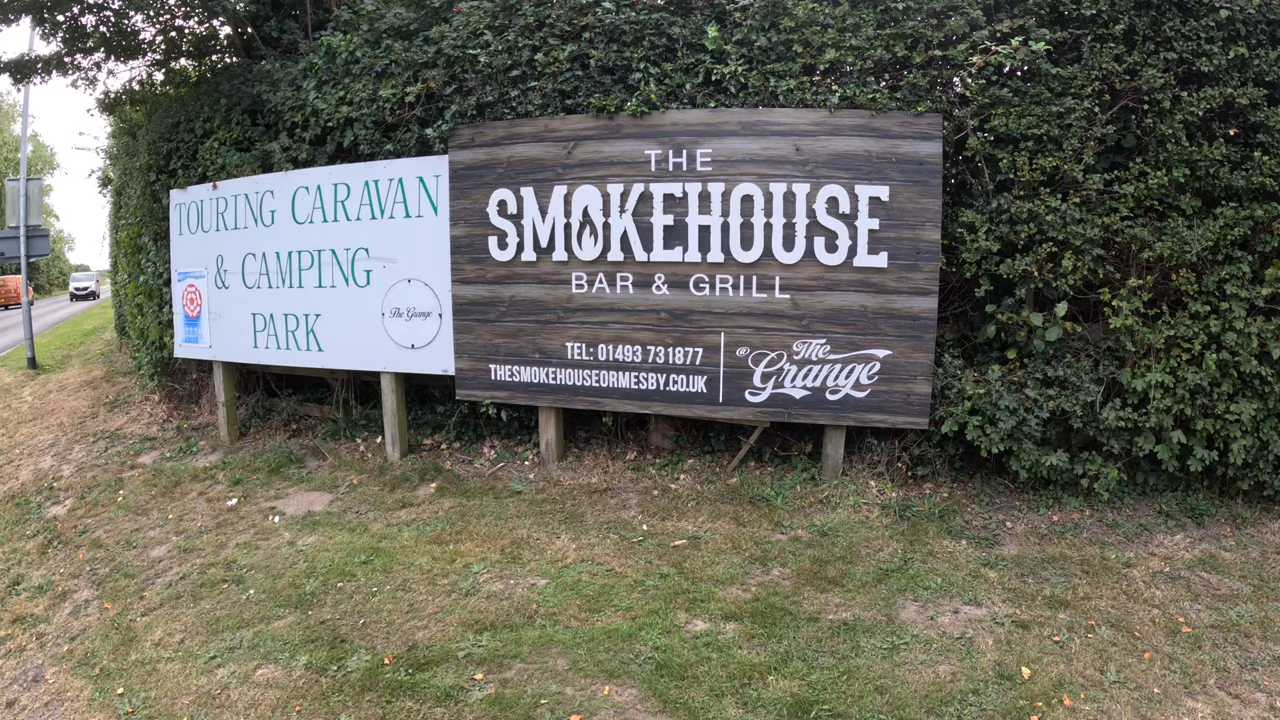 TOURING CARAVAN
& CAMPING
PARK
The Grange
THE
SMOKEHOUSE
BAR & GRILL
TEL: 01493 731877
THESMOKEHOUSEORMESBY.CO.UK
@ The
Grange